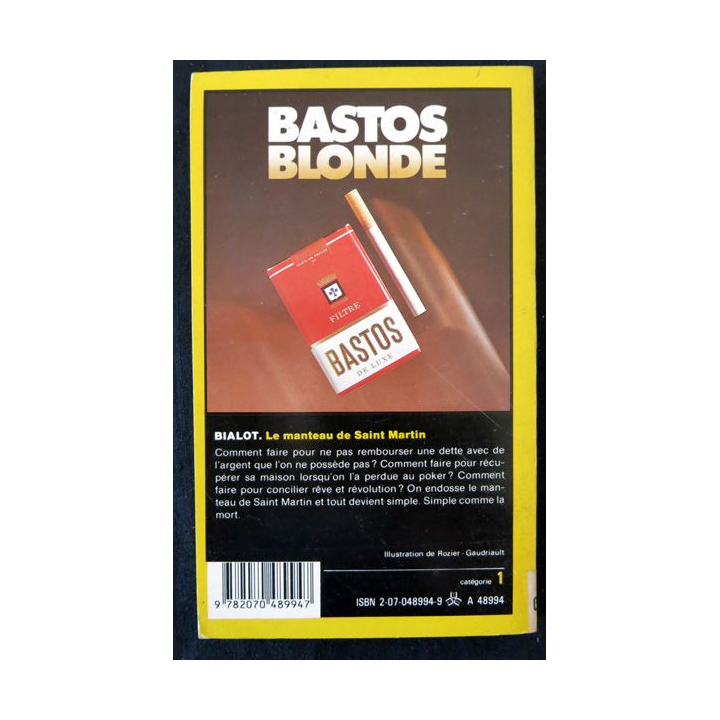 BASTOS
BLONDE
FILTRE
BASTOS
DE LUXE
BIALOT. Le manteau de Saint Martin
Comment faire pour ne pas rembourser une dette avec de
l'argent que l'on ne possède pas ? Comment faire pour récu-
pérer sa maison lorsqu'on l'a perdue au poker ? Comment
faire pour concilier rêve et révolution ? On endosse le man-
teau de Saint Martin et tout devient simple. Simple comme la
mort.
Illustration de Rozier - Gaudriault
catégorie 1
9 782070 489947
ISBN 2-07-048994-9 A 48994